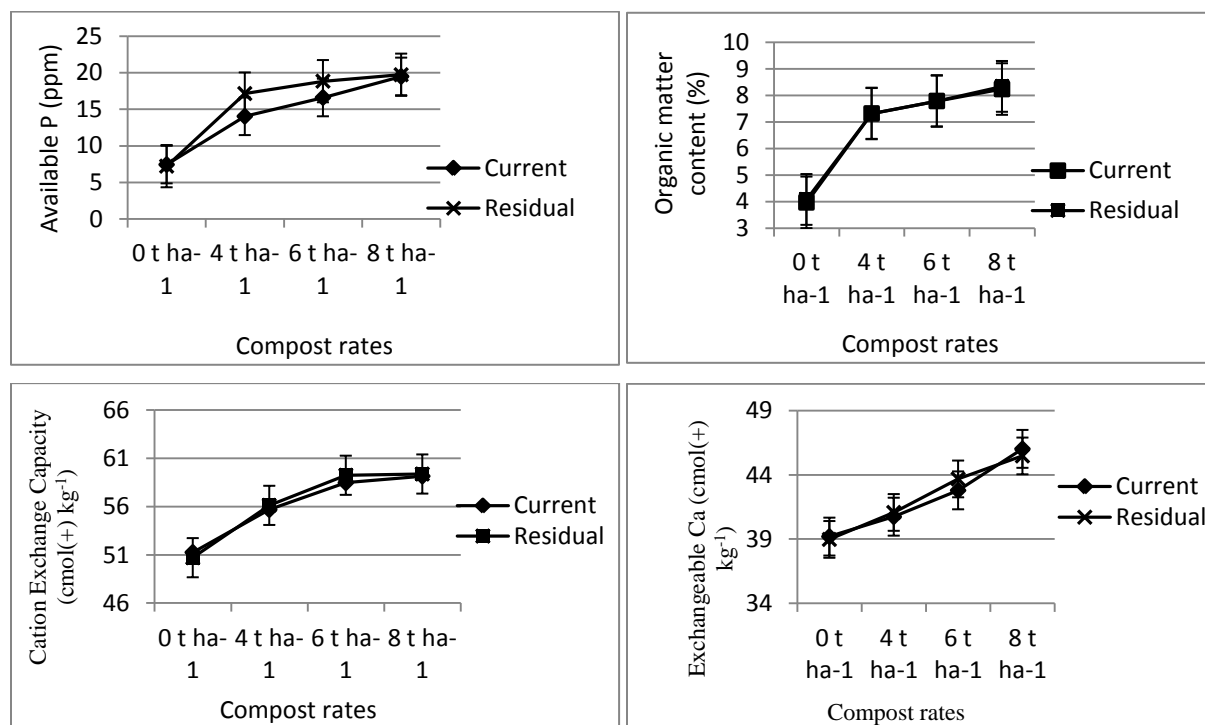 25
20
15
10
5
0
Available P (ppm)
0 t ha-
1
4 t ha-
1
6 t ha-
1
8 t ha-
1
Compost rates
Current
Residual
10
9
8
7
6
5
4
3
Organic matter
content (%)
0 t
ha-1
4 t
ha-1
6 t
ha-1
8 t
ha-1
Compost rates
Current
Residual
66
61
56
51
46
Cation Exchange Capacity
(cmol(+) kg-1)
0 t ha-
1
4 t ha-
1
6 t ha-
1
8 t ha-
1
Compost rates
Current
Residual
49
44
39
34
Exchangeable Ca (cmol(+)
kg-1)
0 t
ha-1
4 t
ha-1
6 t
ha-1
8 t
ha-1
Compost rates
Current
Residual